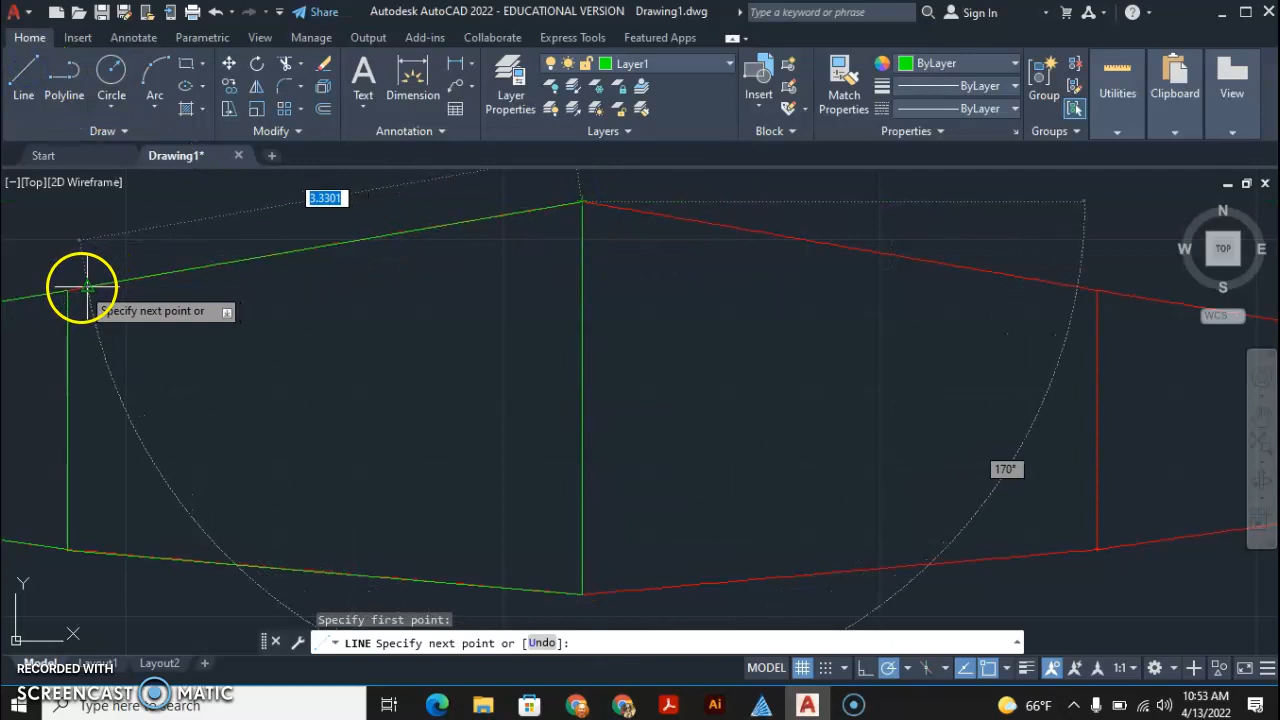 Share
Autodesk AutoCAD 2022 - EDUCATIONAL VERSION Drawing1.dwg
Type a keyword or phrase
Sign In
Home Insert Annotate Parametric View Manage Output Add-ins Collaborate Express Tools Featured Apps
Line Polyline Circle Arc
Text Dimension
Layer Properties
Layer1
Insert
Match Properties
ByLayer
ByLayer
ByLayer
Group Utilities Clipboard View
Draw Modify Annotation Layers Block Properties Groups
Start Drawing1*
[−][Top][2D Wireframe]
3.3301
N
W TOP E
S
WCS
Specify next point or
170°
Y
X
Specify first point:
LINE Specify next point or [Undo]:
Model Layout1 Layout2 +
MODEL 1:1
RECORDED WITH
SCREENCAST MATIC
Type here to search
66°F
10:53 AM
4/13/2022